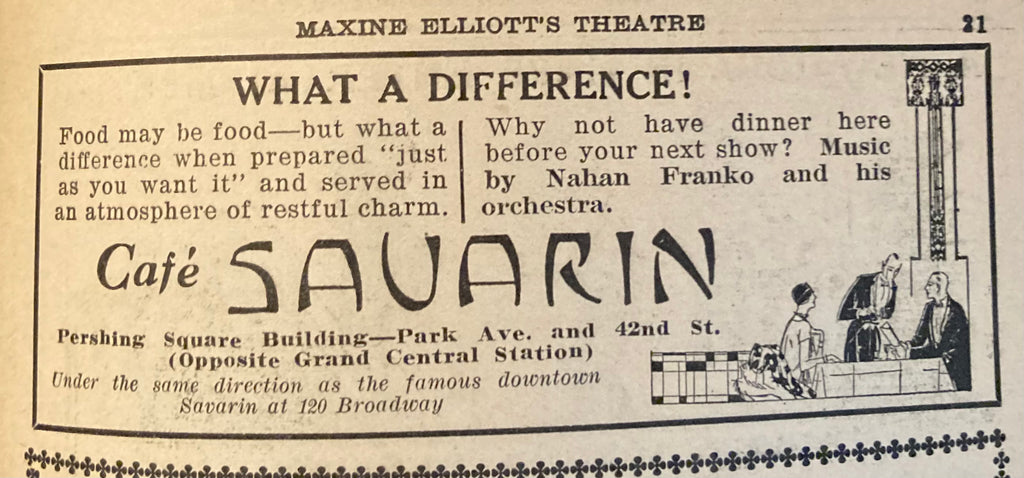 MAXINE ELLIOTT'S THEATRE 21
WHAT A DIFFERENCE!
Food may be food—but what a
difference when prepared "just
as you want it" and served in
an atmosphere of restful charm.
Why not have dinner here
before your next show? Music
by Nahan Franko and his
orchestra.
Café SAVARIN
Pershing Square Building—Park Ave. and 42nd St.
(Opposite Grand Central Station)
Under the same direction as the famous downtown
Savarin at 120 Broadway